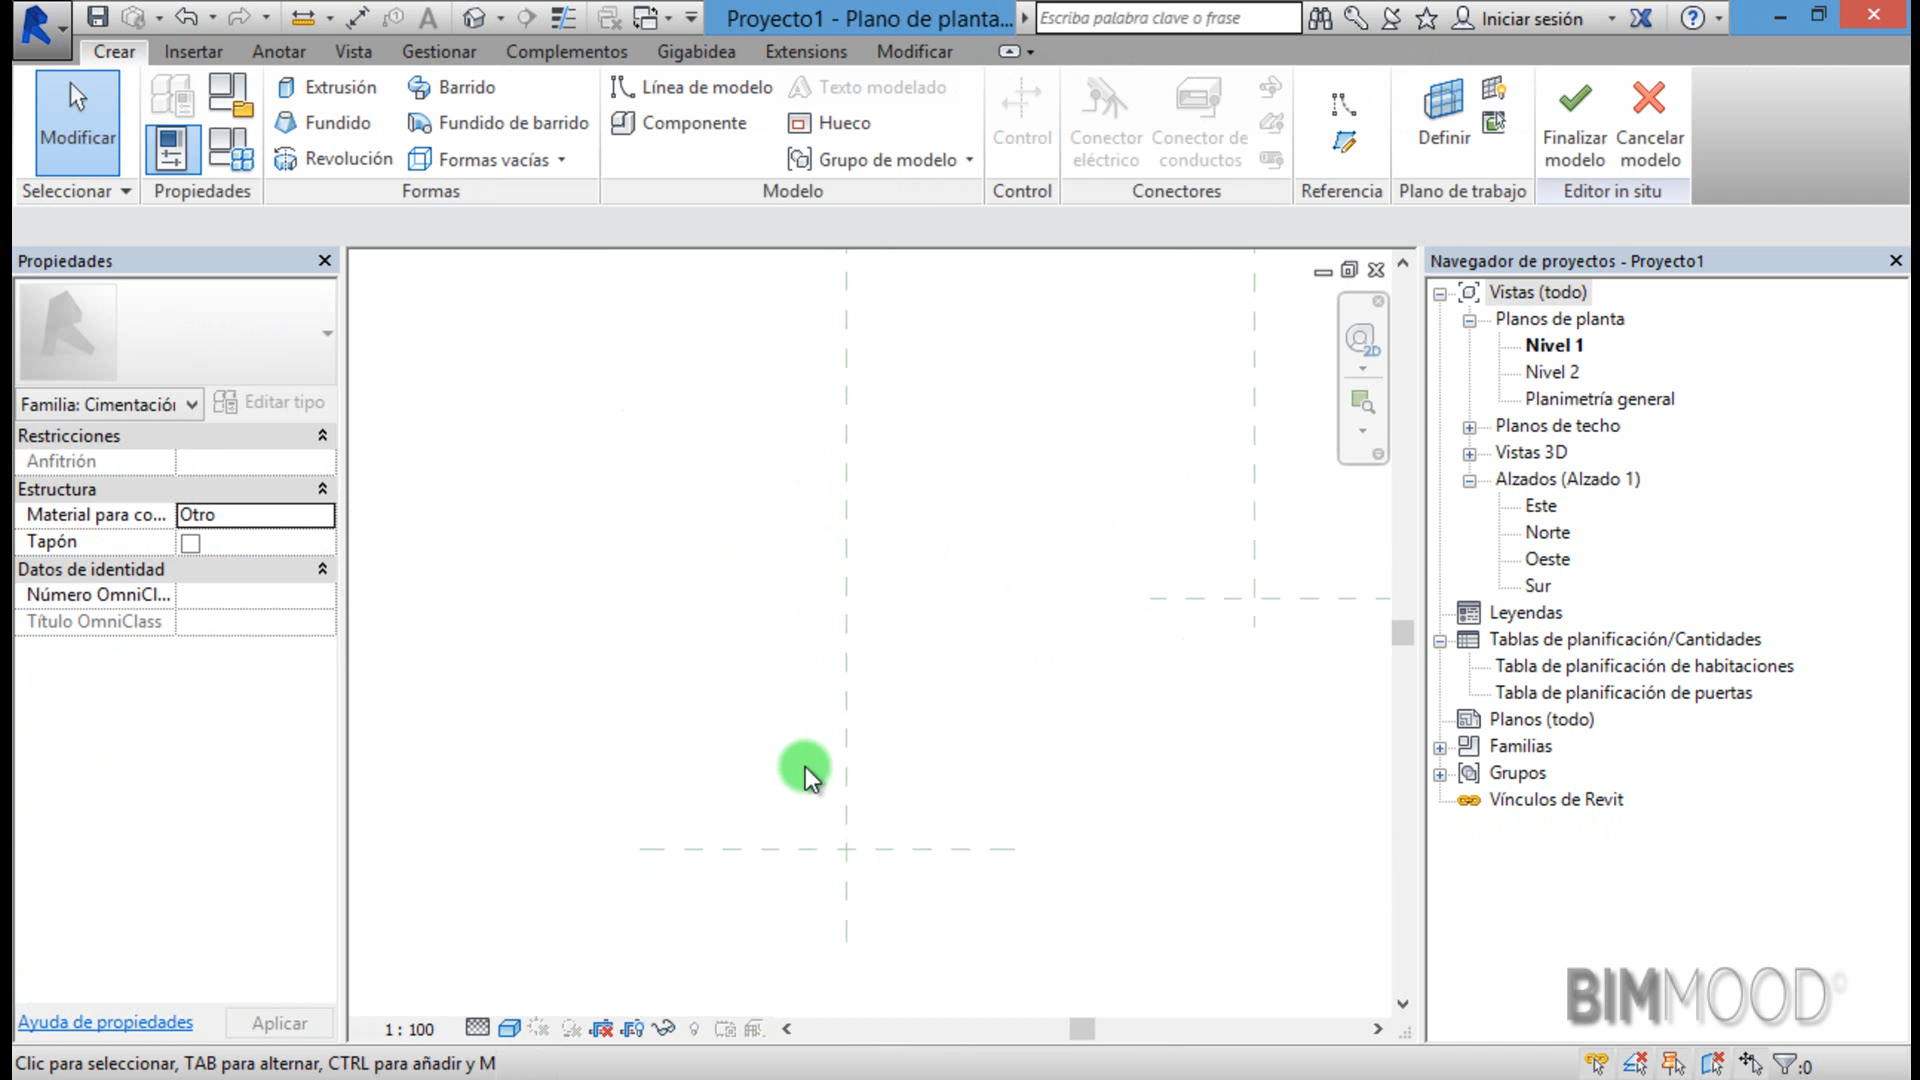 Proyecto1 - Plano de planta...
Escriba palabra clave o frase
Iniciar sesión
Crear
Insertar
Anotar
Vista
Gestionar
Complementos
Gigabidea
Extensions
Modificar
Modificar
Extrusión
Fundido
Revolución
Barrido
Fundido de barrido
Formas vacías
Línea de modelo
Componente
Texto modelado
Hueco
Grupo de modelo
Control
Conector eléctrico
Conector de conductos
Definir
Finalizar modelo
Cancelar modelo
Seleccionar
Propiedades
Formas
Modelo
Control
Conectores
Referencia
Plano de trabajo
Editor in situ
Propiedades
Familia: Cimentació
Editar tipo
Restricciones
Anfitrión
Estructura
Material para co... Otro
Tapón
Datos de identidad
Número OmniCl...
Título OmniClass
Ayuda de propiedades
Aplicar
2D
1 : 100
Navegador de proyectos - Proyecto1
Vistas (todo)
Planos de planta
Nivel 1
Nivel 2
Planimetría general
Planos de techo
Vistas 3D
Alzados (Alzado 1)
Este
Norte
Oeste
Sur
Leyendas
Tablas de planificación/Cantidades
Tabla de planificación de habitaciones
Tabla de planificación de puertas
Planos (todo)
Familias
Grupos
Vínculos de Revit
BIMMOOD©
Clic para seleccionar, TAB para alternar, CTRL para añadir y M
:0